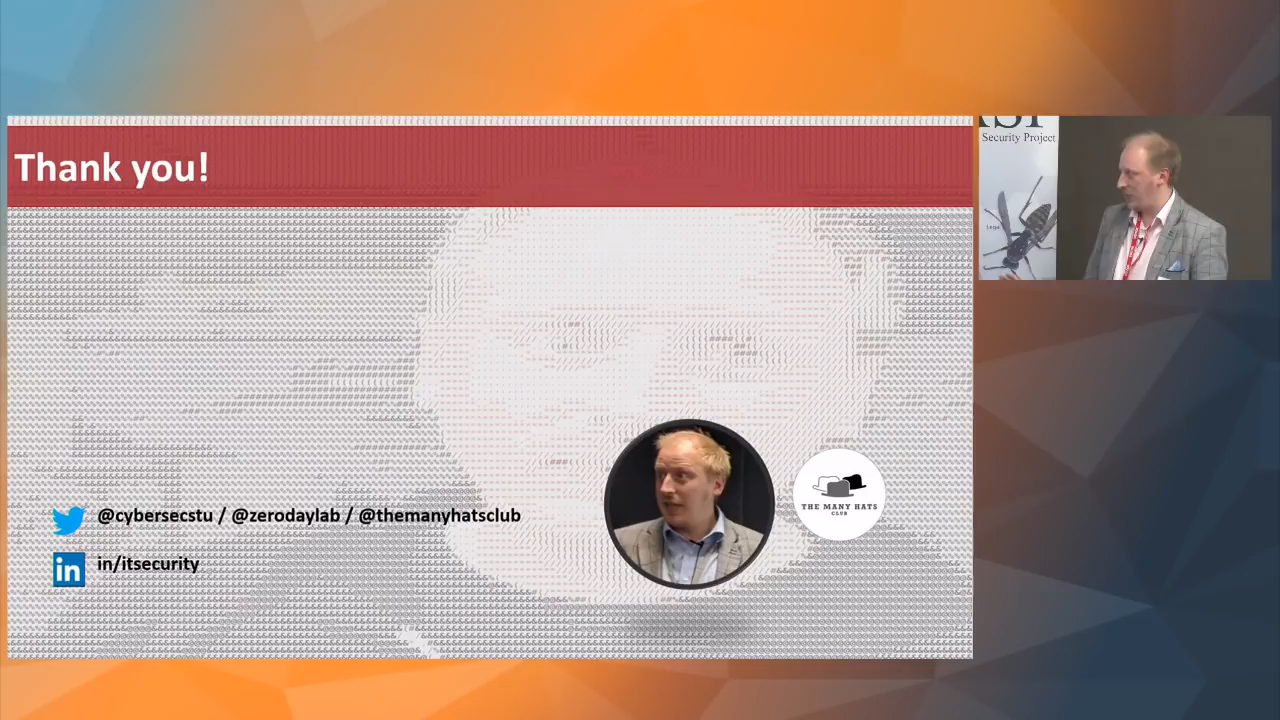 Thank you!
@cybersecstu / @zerodaylab / @themanyhatsclub
in/itsecurity
THE MANY HATS
CLUB
Security Project